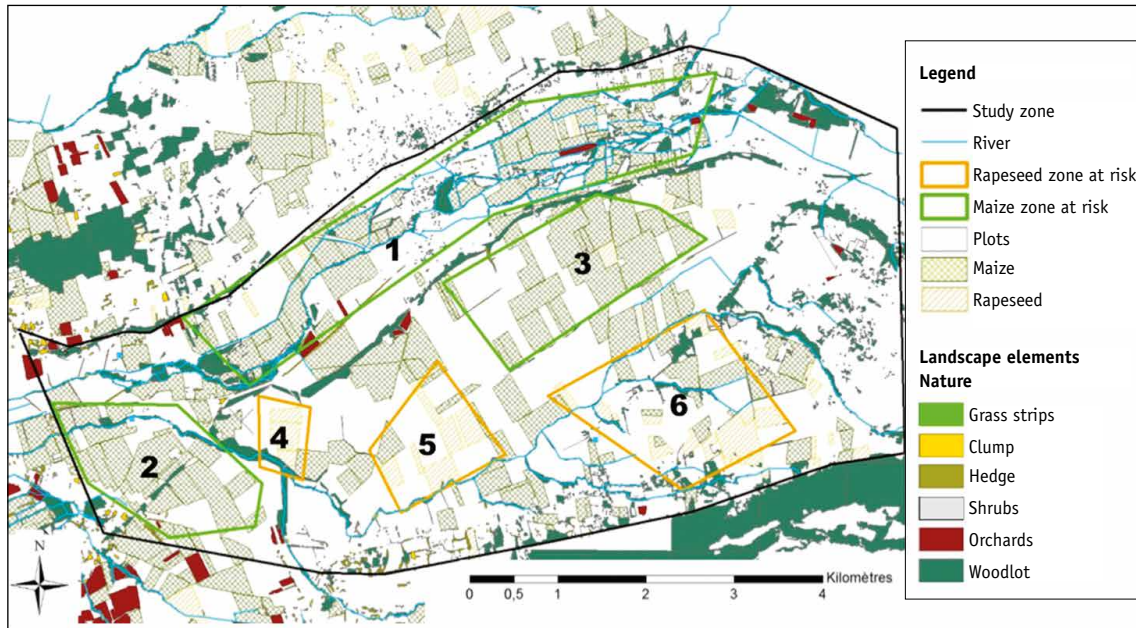 1
3
2
4
5
6
N
Kilomètres
0 0,5 1 2 3 4
Legend
Study zone
River
Rapeseed zone at risk
Maize zone at risk
Plots
Maize
Rapeseed
Landscape elements
Nature
Grass strips
Clump
Hedge
Shrubs
Orchards
Woodlot